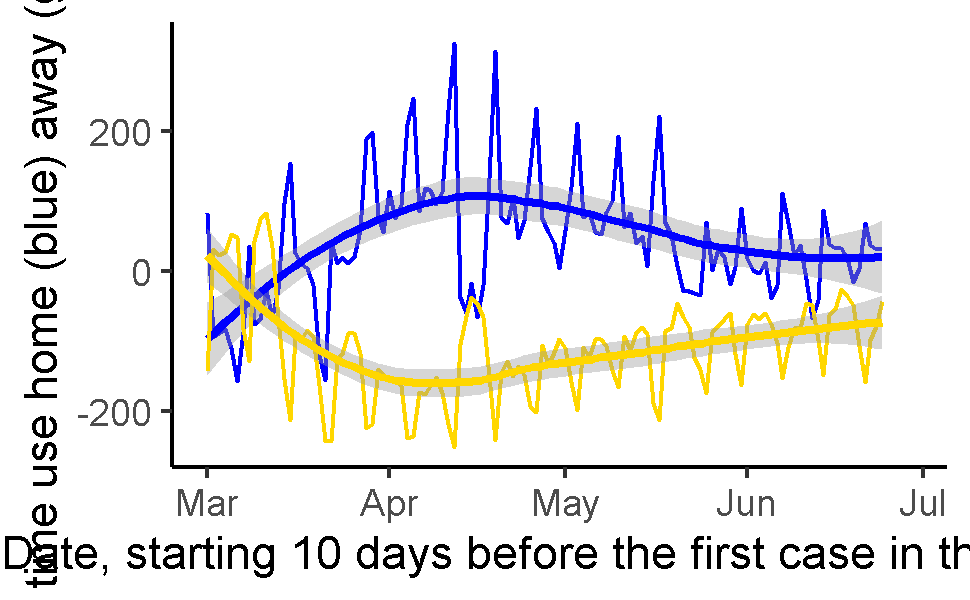 time use home (blue) away (
200
0
-200
Mar Apr May Jun Jul
Date, starting 10 days before the first case in th